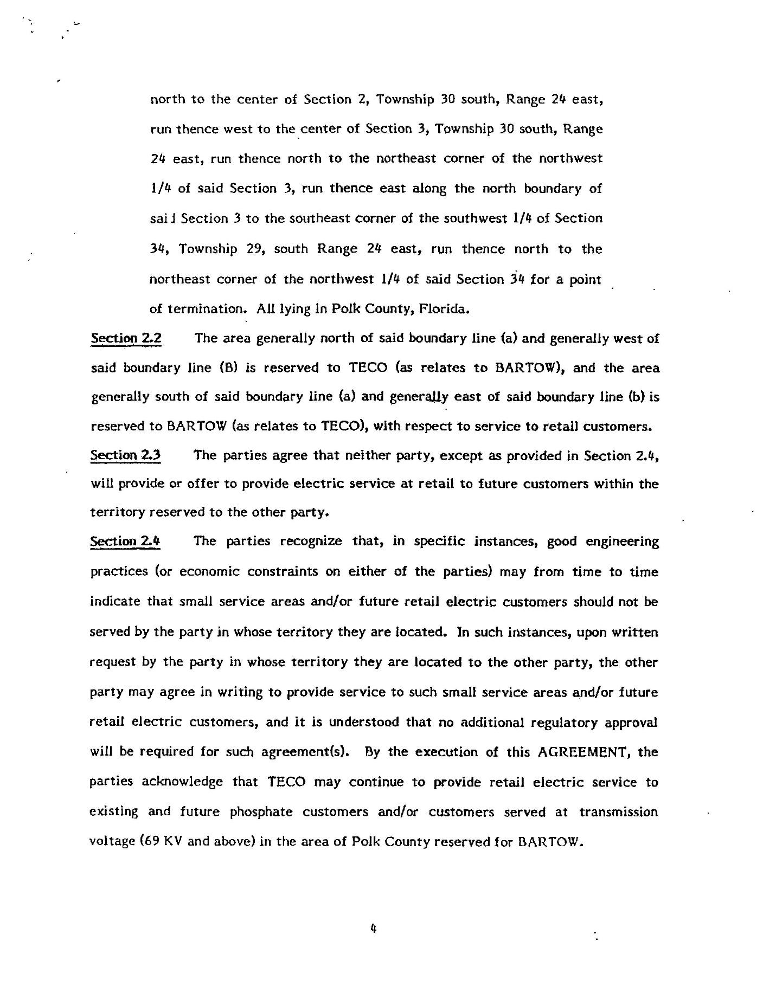 north to the center of Section 2, Township 30 south, Range 24 east,
run thence west to the center of Section 3, Township 30 south, Range
24 east, run thence north to the northeast corner of the northwest
1/4 of said Section 3, run thence east along the north boundary of
said Section 3 to the southeast corner of the southwest 1/4 of Section
34, Township 29, south Range 24 east, run thence north to the
northeast corner of the northwest 1/4 of said Section 34 for a point
of termination. All lying in Polk County, Florida.
Section 2.2 The area generally north of said boundary line (a) and generally west of
said boundary line (B) is reserved to TECO (as relates to BARTOW), and the area
generally south of said boundary line (a) and generally east of said boundary line (b) is
reserved to BARTOW (as relates to TECO), with respect to service to retail customers.
Section 2.3 The parties agree that neither party, except as provided in Section 2.4,
will provide or offer to provide electric service at retail to future customers within the
territory reserved to the other party.
Section 2.4 The parties recognize that, in specific instances, good engineering
practices (or economic constraints on either of the parties) may from time to time
indicate that small service areas and/or future retail electric customers should not be
served by the party in whose territory they are located. In such instances, upon written
request by the party in whose territory they are located to the other party, the other
party may agree in writing to provide service to such small service areas and/or future
retail electric customers, and it is understood that no additional regulatory approval
will be required for such agreement(s). By the execution of this AGREEMENT, the
parties acknowledge that TECO may continue to provide retail electric service to
existing and future phosphate customers and/or customers served at transmission
voltage (69 KV and above) in the area of Polk County reserved for BARTOW.
4